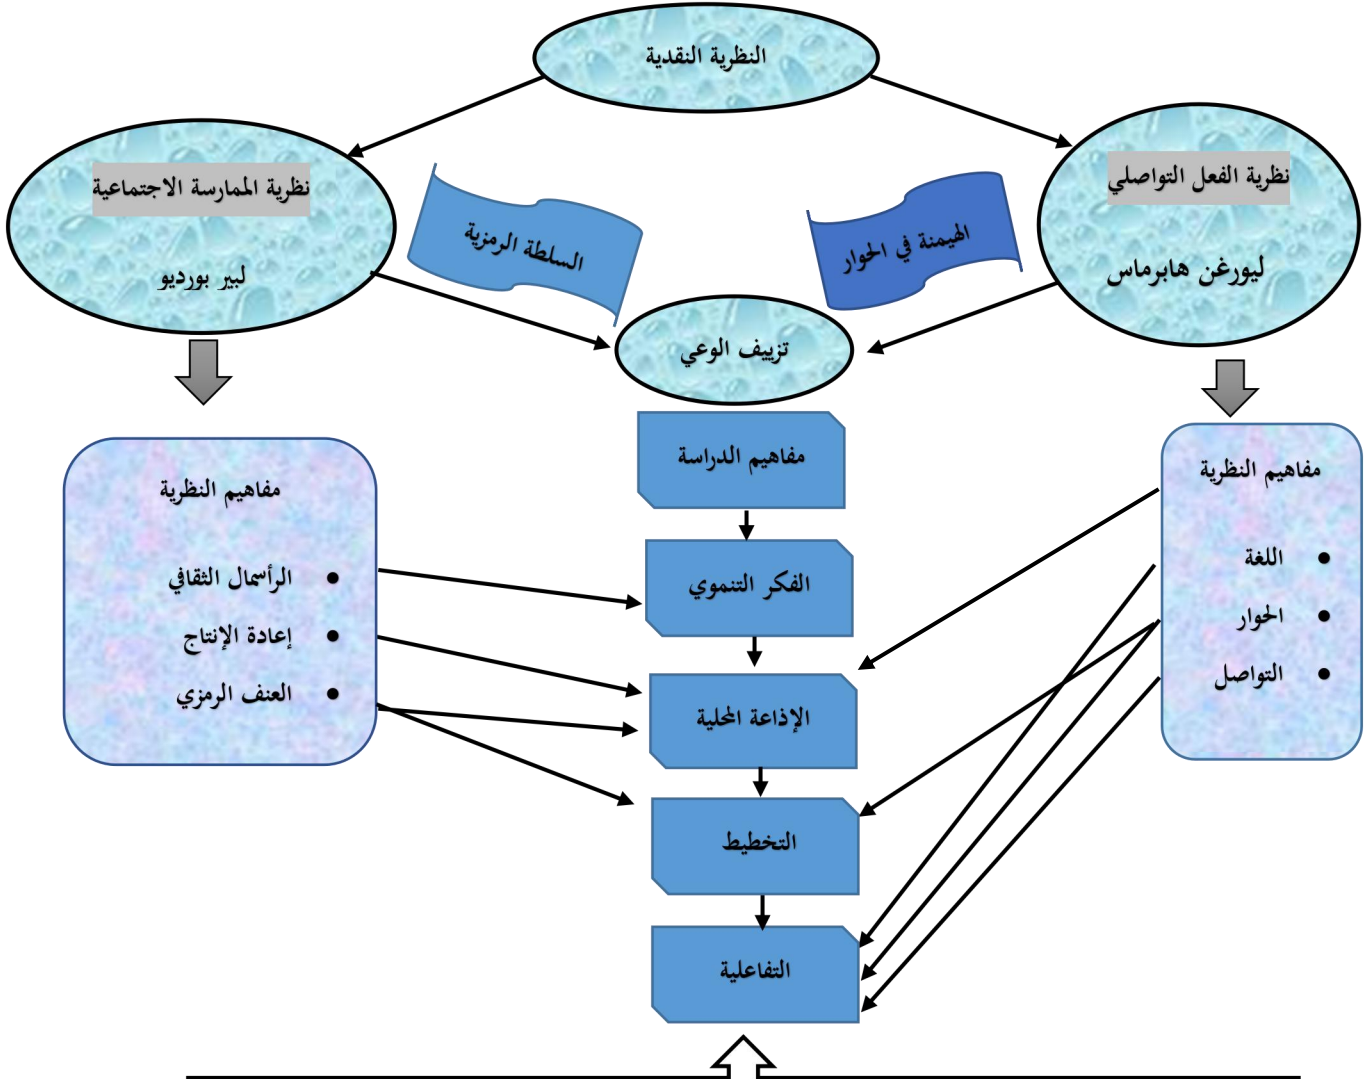 النظرية النقدية
نظرية الفعل التواصلي
ليورغن هابرماس
نظرية الممارسة الاجتماعية
لبير بورديو
الهيمنة في الحوار
السلطة الرمزية
تزييف الوعي
مفاهيم النظرية
• اللغة
• الحوار
• التواصل
مفاهيم الدراسة
الفكر التنموي
الإذاعة المحلية
التخطيط
التفاعلية
مفاهيم النظرية
• الرأسمال الثقافي
• إعادة الإنتاج
• العنف الرمزي